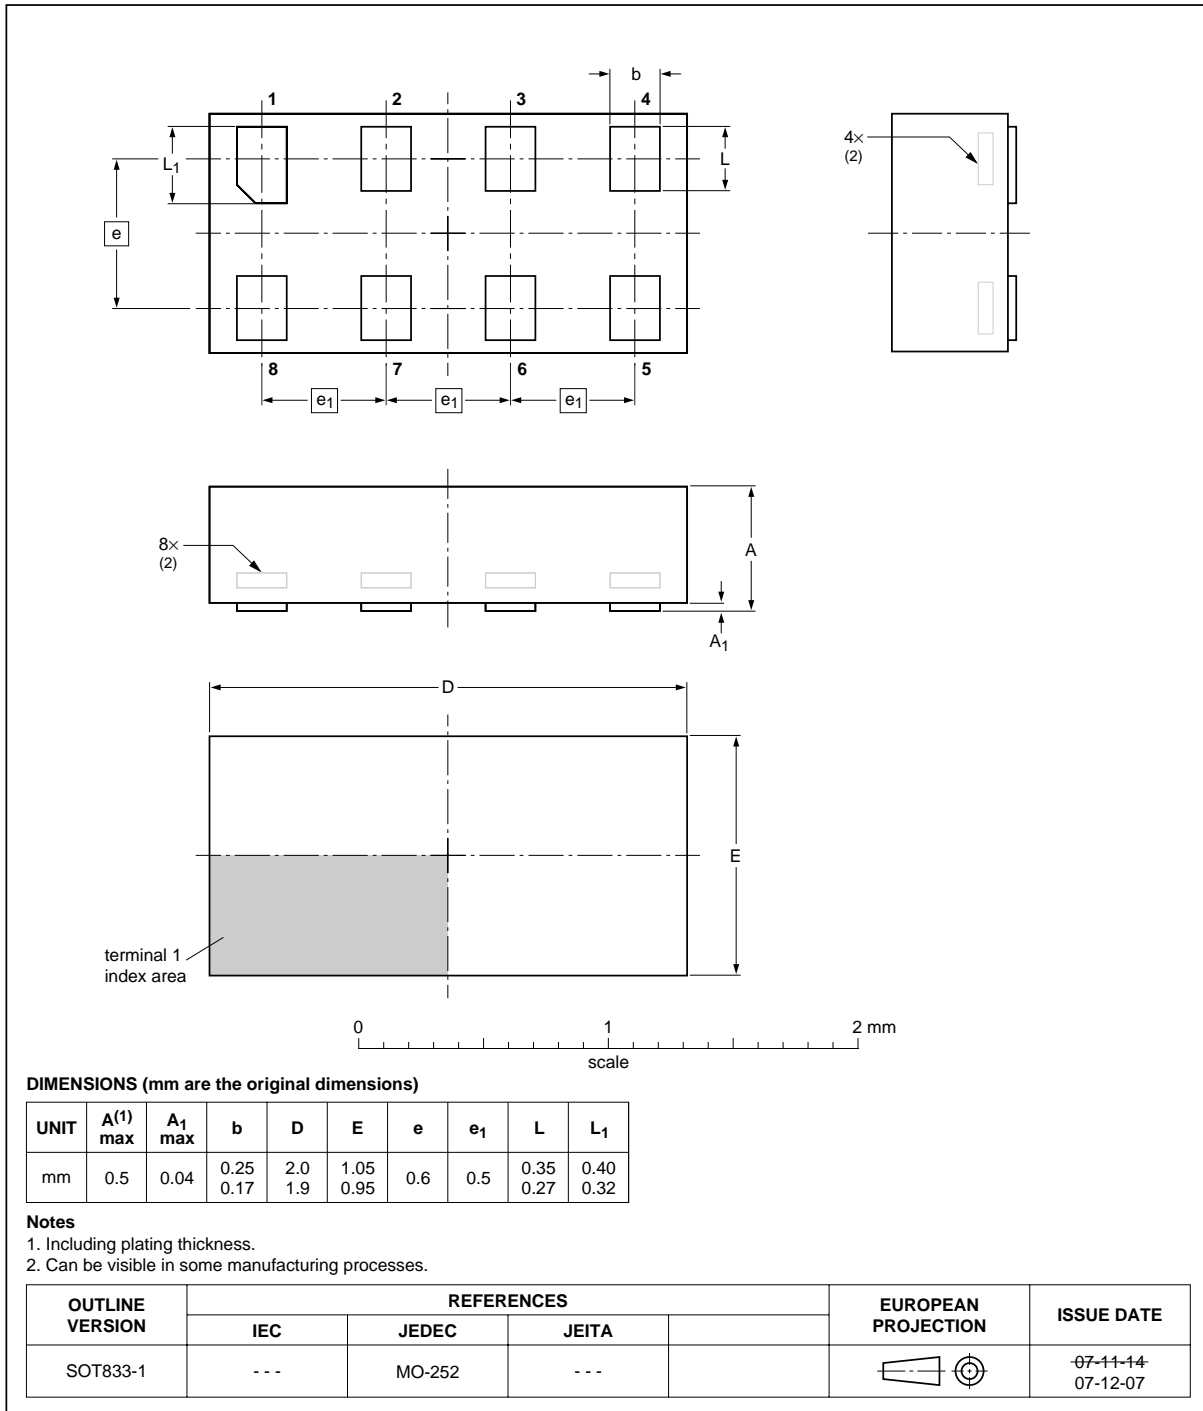 b
1 2 3 4
4×
(2)
L1
L
e
8 7 6 5
e1 e1 e1
8×
(2)
A
A1
D
E
terminal 1
index area
0 1 2 mm
scale
DIMENSIONS (mm are the original dimensions)
UNIT A(1) max A1 max b D E e e1 L L1
mm 0.5 0.04 0.25 0.17 2.0 1.9 1.05 0.95 0.6 0.5 0.35 0.27 0.40 0.32
Notes
1. Including plating thickness.
2. Can be visible in some manufacturing processes.
OUTLINE VERSION REFERENCES EUROPEAN PROJECTION ISSUE DATE
IEC JEDEC JEITA
SOT833-1 - - - MO-252 - - - 07-11-14
07-12-07